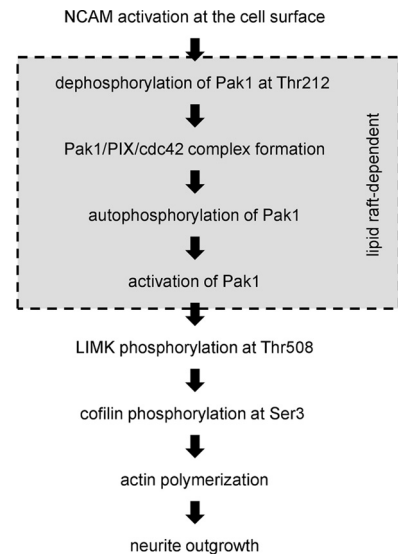 NCAM activation at the cell surface
dephosphorylation of Pak1 at Thr212
Pak1/PIX/cdc42 complex formation
autophosphorylation of Pak1
activation of Pak1
lipid raft-dependent
LIMK phosphorylation at Thr508
cofilin phosphorylation at Ser3
actin polymerization
neurite outgrowth